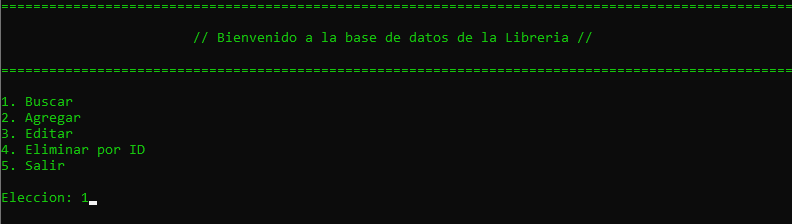 ===================================================================================================
// Bienvenido a la base de datos de la Libreria //
===================================================================================================
1. Buscar
2. Agregar
3. Editar
4. Eliminar por ID
5. Salir
Eleccion: 1